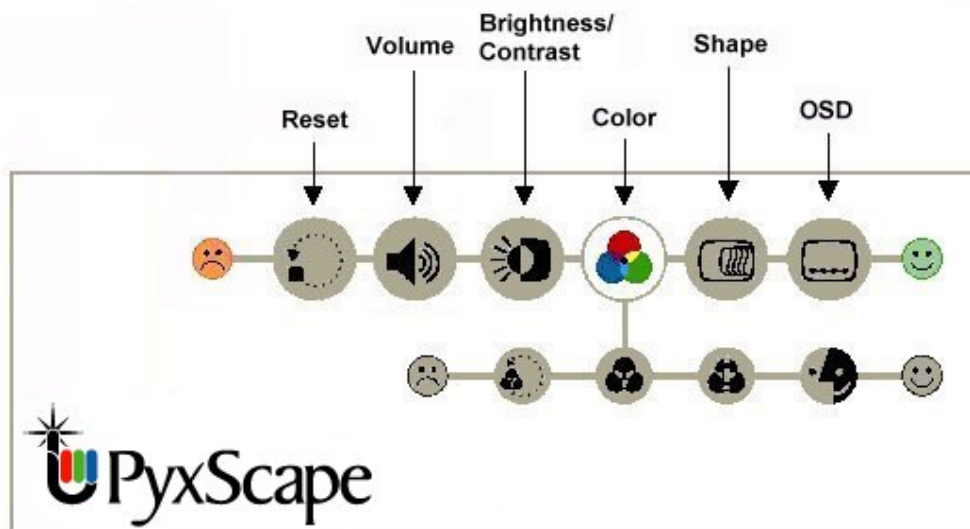 Volume
Brightness/
Contrast
Shape
Reset
Color
OSD
PyxScape